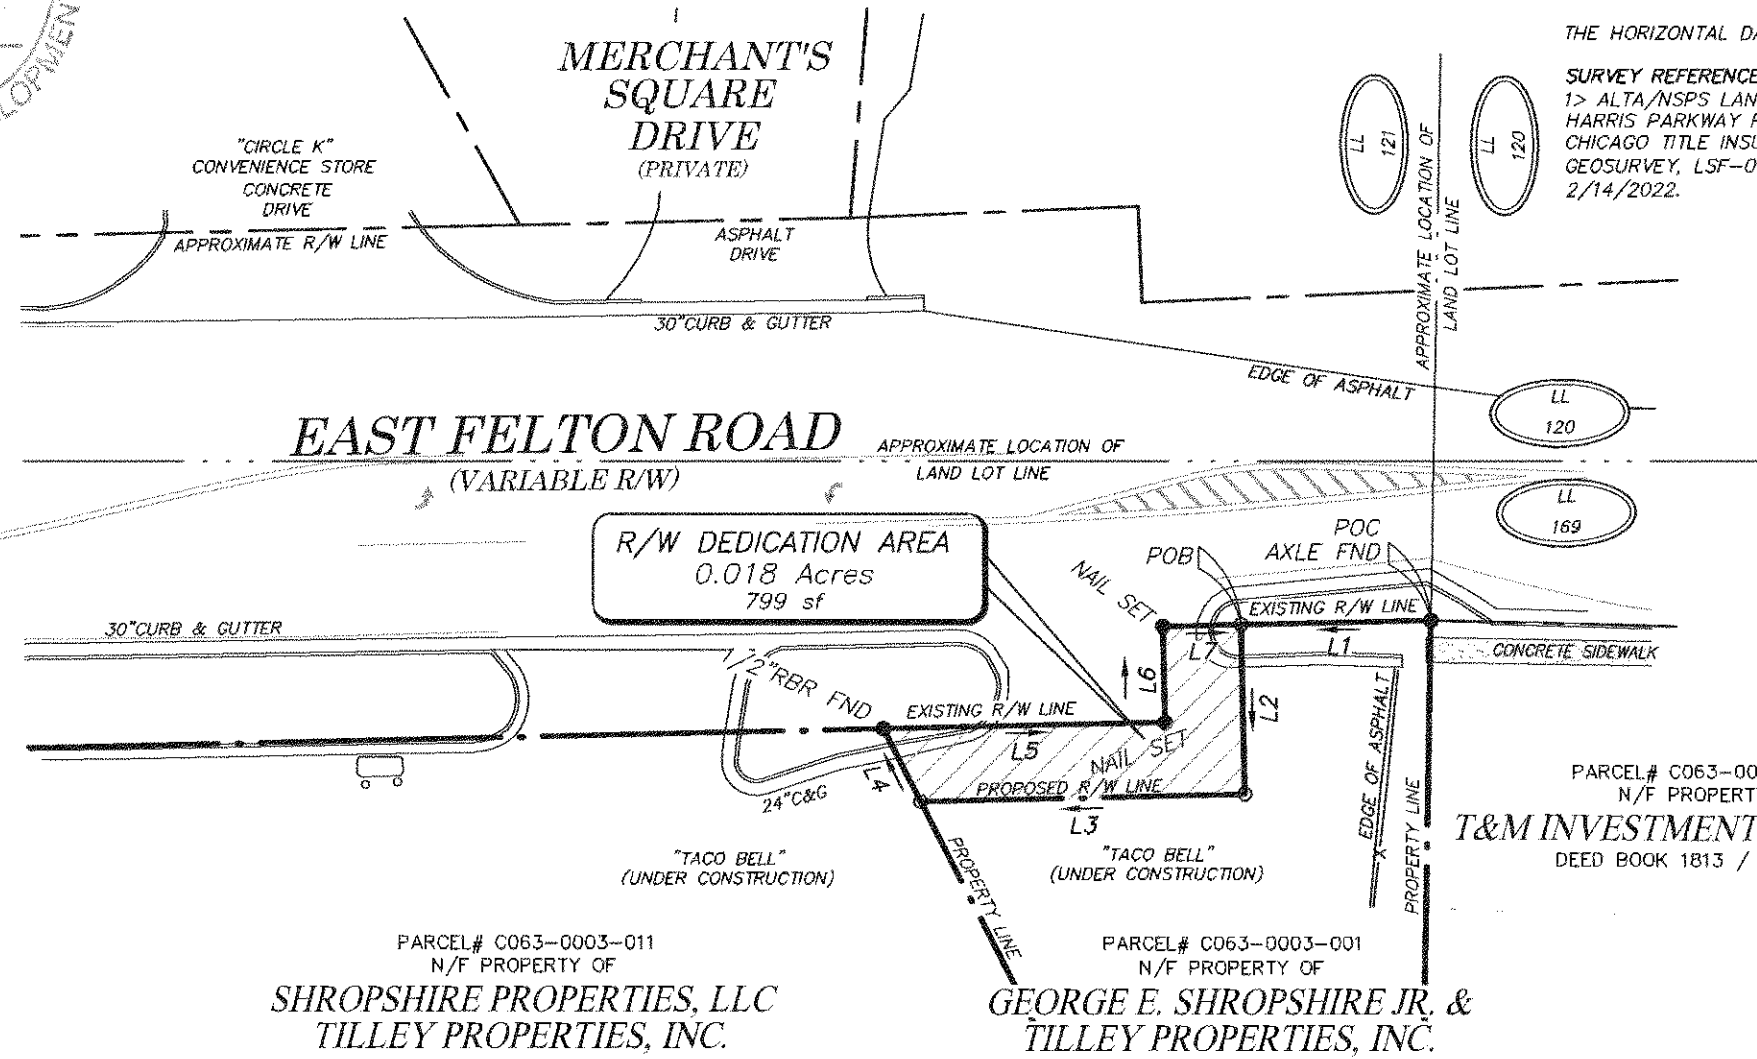 LOPMEN
MERCHANT'S
SQUARE
DRIVE
(PRIVATE)
"CIRCLE K"
CONVENIENCE STORE
CONCRETE
DRIVE
APPROXIMATE R/W LINE
ASPHALT
DRIVE
30"CURB & GUTTER
LL
121
LL
120
APPROXIMATE LOCATION OF
LAND LOT LINE
THE HORIZONTAL DA
SURVEY REFERENCE
1> ALTA/NSPS LAN
HARRIS PARKWAY F
CHICAGO TITLE INSU
GEOSURVEY, LSF-0
2/14/2022.
EDGE OF ASPHALT
LL
120
EAST FELTON ROAD
(VARIABLE R/W)
APPROXIMATE LOCATION OF
LAND LOT LINE
LL
169
R/W DEDICATION AREA
0.018 Acres
799 sf
NAIL SET
POB
POC
AXLE FND
EXISTING R/W LINE
L7
L1
CONCRETE SIDEWALK
30"CURB & GUTTER
1/2"RBR FND
EXISTING R/W LINE
L6
L2
L5
NAIL SET
L4
PROPOSED R/W LINE
L3
24"C&G
EDGE OF ASPHALT
X
PROPERTY LINE
PROPERTY LINE
"TACO BELL"
(UNDER CONSTRUCTION)
"TACO BELL"
(UNDER CONSTRUCTION)
PARCEL# C063-00
N/F PROPERT
T&M INVESTMENT
DEED BOOK 1813 /
PARCEL# C063-0003-011
N/F PROPERTY OF
SHROPSHIRE PROPERTIES, LLC
TILLEY PROPERTIES, INC.
PARCEL# C063-0003-001
N/F PROPERTY OF
GEORGE E. SHROPSHIRE JR. &
TILLEY PROPERTIES, INC.